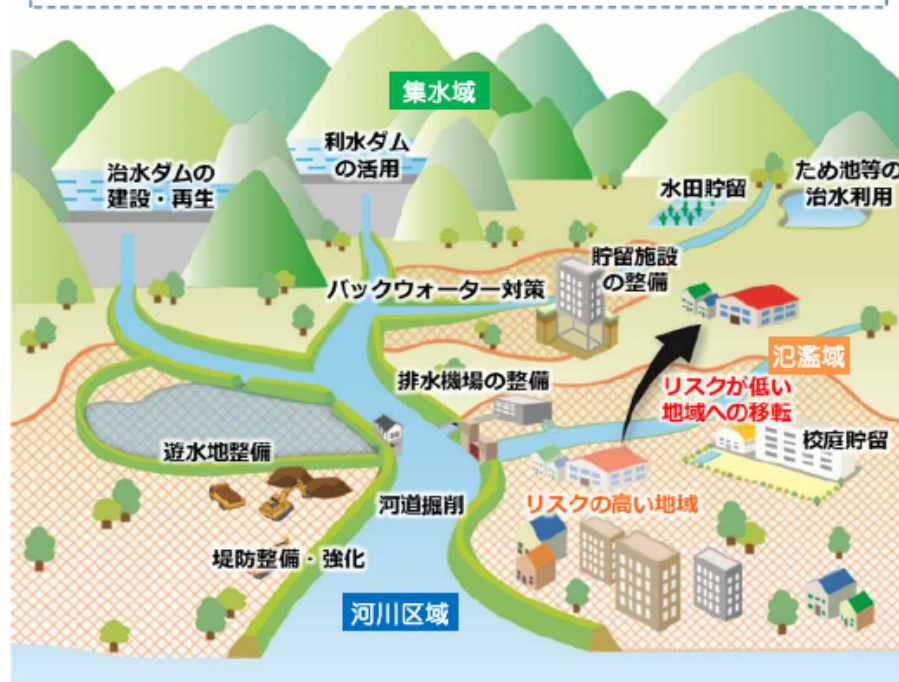 集水域
利水ダム
の活用
治水ダムの
建設・再生
水田貯留
ため池等の
治水利用
貯留施設
の整備
バックウォーター対策
氾濫域
排水機場の整備
リスクが低い
地域への移転
校庭貯留
遊水地整備
河道掘削
リスクの高い地域
堤防整備・強化
河川区域